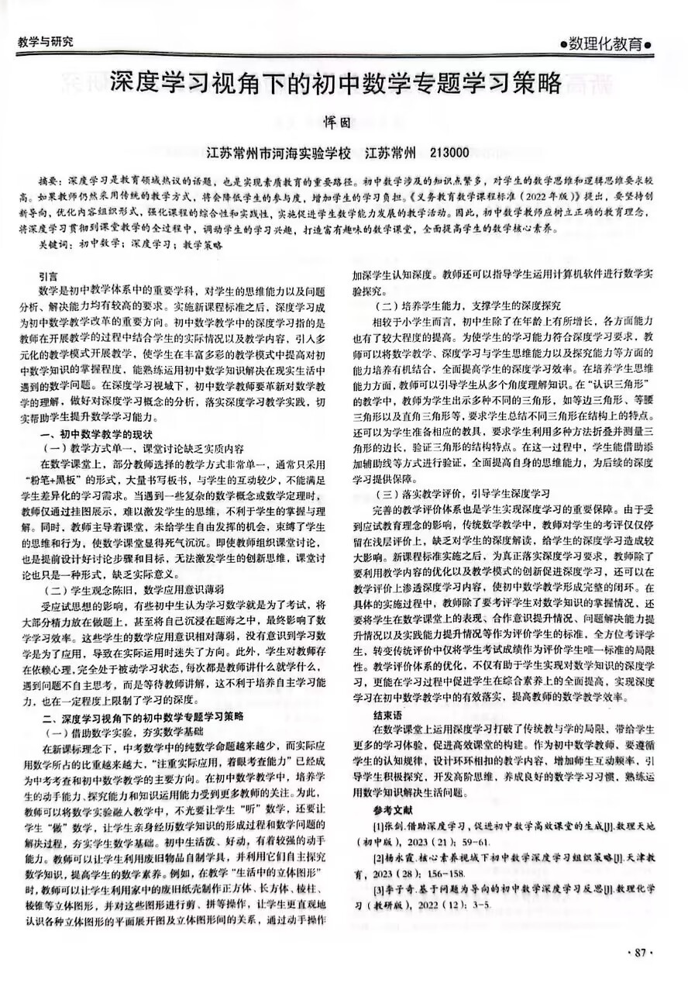 教学与研究
●数理化教育●
深度学习视角下的初中数学专题学习策略
恽囡
江苏常州市河海实验学校 江苏常州 213000
摘要：深度学习是教育领域热议的话题，也是实现素质教育的重要路径。初中数学涉及的知识点繁多，对学生的数学思维和逻辑思维要求较
高。如果教师仍然采用传统的教学方式，将会降低学生的参与度，增加学生的学习负担。《义务教育数学课程标准（2022年版）》提出，要坚持创
新导向，优化内容组织形式，强化课程的综合性和实践性，实施促进学生数学能力发展的教学活动。因此，初中数学教师应树立正确的教育理念，
将深度学习贯彻到课堂教学的全过程中，调动学生的学习兴趣，打造富有趣味的数学课堂，全面提高学生的数学核心素养。
关键词：初中数学；深度学习；教学策略
引言
数学是初中教学体系中的重要学科，对学生的思维能力以及问题
分析、解决能力均有较高的要求。实施新课程标准之后，深度学习成
为初中数学教学改革的重要方向。初中数学教学中的深度学习指的是
教师在开展教学的过程中结合学生的实际情况以及教学内容，引入多
元化的教学模式开展教学，使学生在丰富多彩的教学模式中提高对初
中数学知识的掌握程度，能熟练运用初中数学知识解决在现实生活中
遇到的数学问题。在深度学习视域下，初中数学教师要革新对数学教
学的理解，做好对深度学习概念的分析，落实深度学习教学实践，切
实帮助学生提升数学学习能力。
一、初中数学教学的现状
（一）教学方式单一，课堂讨论缺乏实质内容
在数学课堂上，部分教师选择的教学方式非常单一，通常只采用
“粉笔+黑板”的形式，大量书写板书，与学生的互动较少，不能满足
学生差异化的学习需求。当遇到一些复杂的数学概念或数学定理时，
教师仅通过挂图展示，难以激发学生的思维，不利于学生的掌握与理
解。同时，教师主导着课堂，未给学生自由发挥的机会，束缚了学生
的思维和行为，使数学课堂显得死气沉沉。即使教师组织课堂讨论，
也是提前设计好讨论步骤和目标，无法激发学生的创新思维，课堂讨
论也只是一种形式，缺乏实际意义。
（二）学生观念陈旧，数学应用意识薄弱
受应试思想的影响，有些初中生认为学习数学就是为了考试，将
大部分精力放在做题上，甚至将自己沉浸在题海之中，最终影响了数
学学习效率。这些学生的数学应用意识相对薄弱，没有意识到学习数
学是为了应用，导致在实际运用时迷失了方向。此外，学生对教师存
在依赖心理，完全处于被动学习状态，每次都是教师讲什么就学什么，
遇到问题不自主思考，而是等待教师讲解，这不利于培养自主学习能
力，也在一定程度上限制了学习的深度。
二、深度学习视角下的初中数学专题学习策略
（一）借助数学实验，夯实数学基础
在新课标理念下，中考数学中的纯数学命题越来越少，而实际应
用数学所占的比重越来越大，“注重实际应用，着眼考查能力”已经成
为中考考查和初中数学教学的主要方向。在初中数学教学中，培养学
生的动手能力、探究能力和知识运用能力受到更多教师的关注。为此，
教师可以将数学实验融入教学中，不光要让学生“听”数学，还要让
学生“做”数学，让学生亲身经历数学知识的形成过程和数学问题的
解决过程，夯实学生数学基础。初中生活泼、好动，有着较强的动手
能力。教师可以让学生利用废旧物品自制学具，并利用它们自主探究
数学知识，提高学生的数学素养。例如，在教学“生活中的立体图形”
时，教师可以让学生利用家中的废旧纸壳制作正方体、长方体、棱柱、
棱锥等立体图形，并对这些图形进行剪、拼等操作，让学生更直观地
认识各种立体图形的平面展开图及立体图形间的关系，通过动手操作
加深学生认知深度。教师还可以指导学生运用计算机软件进行数学实
验探究。
（二）培养学生能力，支撑学生的深度探究
相较于小学生而言，初中生除了在年龄上有所增长，各方面能力
也有了较大程度的提高。为使学生的学习能力符合深度学习要求，教
师可以将数学教学、深度学习与学生思维能力以及探究能力等方面的
能力培养有机结合，全面提高学生的深度学习效率。在培养学生思维
能力方面，教师可以引导学生从多个角度理解知识。在“认识三角形”
的教学中，教师为学生出示多种不同的三角形，如等边三角形、等腰
三角形以及直角三角形等，要求学生总结不同三角形在结构上的特点。
还可以为学生准备相应的教具，要求学生利用多种方法折叠并测量三
角形的边长，验证三角形的结构特点。在这一过程中，学生能借助添
加辅助线等方式进行验证，全面提高自身的思维能力，为后续的深度
学习提供保障。
（三）落实教学评价，引导学生深度学习
完善的教学评价体系也是学生实现深度学习的重要保障。由于受
到应试教育理念的影响，传统数学教学中，教师对学生的考评仅仅停
留在浅层评价上，缺乏对学生的深度解读，给学生的深度学习造成较
大影响。新课程标准实施之后，为真正落实深度学习要求，教师除了
要利用教学内容的优化以及教学模式的创新促进深度学习，还可以在
教学评价上渗透深度学习内容，使初中数学教学形成完整的闭环。在
具体的实施过程中，教师除了要考评学生对数学知识的掌握情况，还
要将学生在数学课堂上的表现、合作意识提升情况、问题解决能力提
升情况以及实践能力提升情况等作为评价学生的标准，全方位考评学
生，转变传统评价中仅将学生考试成绩作为评价学生唯一标准的局限
性。教学评价体系的优化，不仅有助于学生实现对数学知识的深度学
习，更能在学习过程中促进学生在综合素养上的全面提高，实现深度
学习在初中数学教学中的有效落实，提高教师的数学教学效率。
结束语
在数学课堂上运用深度学习打破了传统教与学的局限，带给学生
更多的学习体验，促进高效课堂的构建。作为初中数学教师，要遵循
学生的认知规律，设计环环相扣的教学内容，增加师生互动频率，引
导学生积极探究，开发高阶思维，养成良好的数学学习习惯，熟练运
用数学知识解决生活问题。
参考文献
[1]张剑.借助深度学习，促进初中数学高效课堂的生成[J].数理天地
（初中版），2023（21）：59-61.
[2]杨水霞.核心素养视域下初中数学深度学习组织策略[J].天津教
育，2023（28）：156-158.
[3]李子奇.基于问题为导向的初中数学深度学习反思[J].数理化学
习（教研版），2022（12）：3-5.
·87·